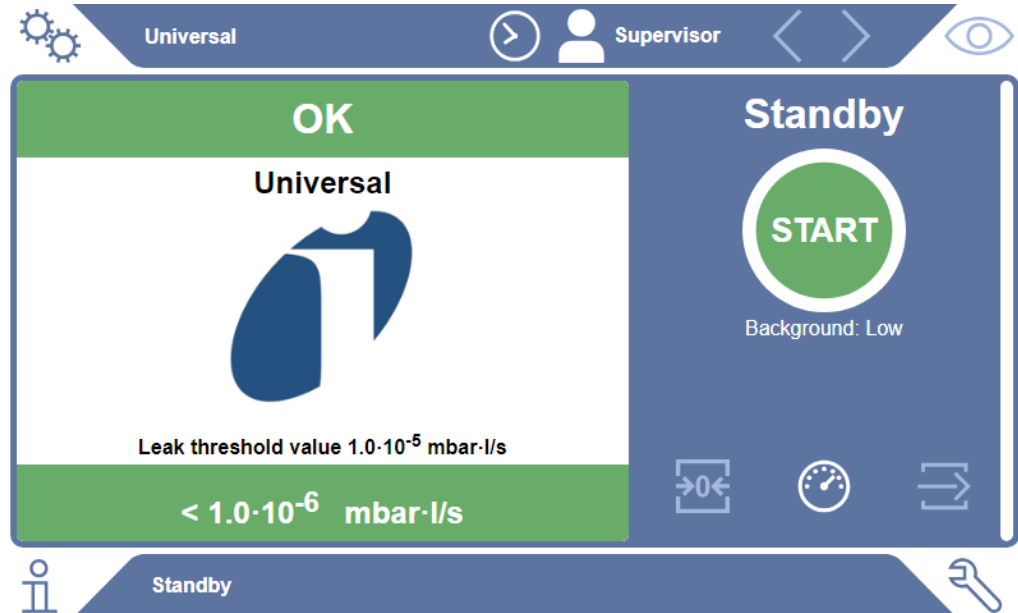 Universal
Supervisor
OK
Universal
Leak threshold value 1.0·10⁻⁵ mbar·l/s
< 1.0·10⁻⁶ mbar·l/s
Standby
START
Background: Low
→0←
Standby